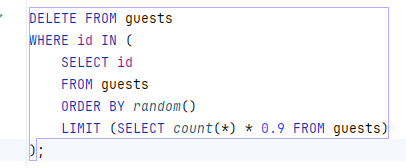 DELETE FROM guests
WHERE id IN (
    SELECT id
    FROM guests
    ORDER BY random()
    LIMIT (SELECT count(*) * 0.9 FROM guests)
);